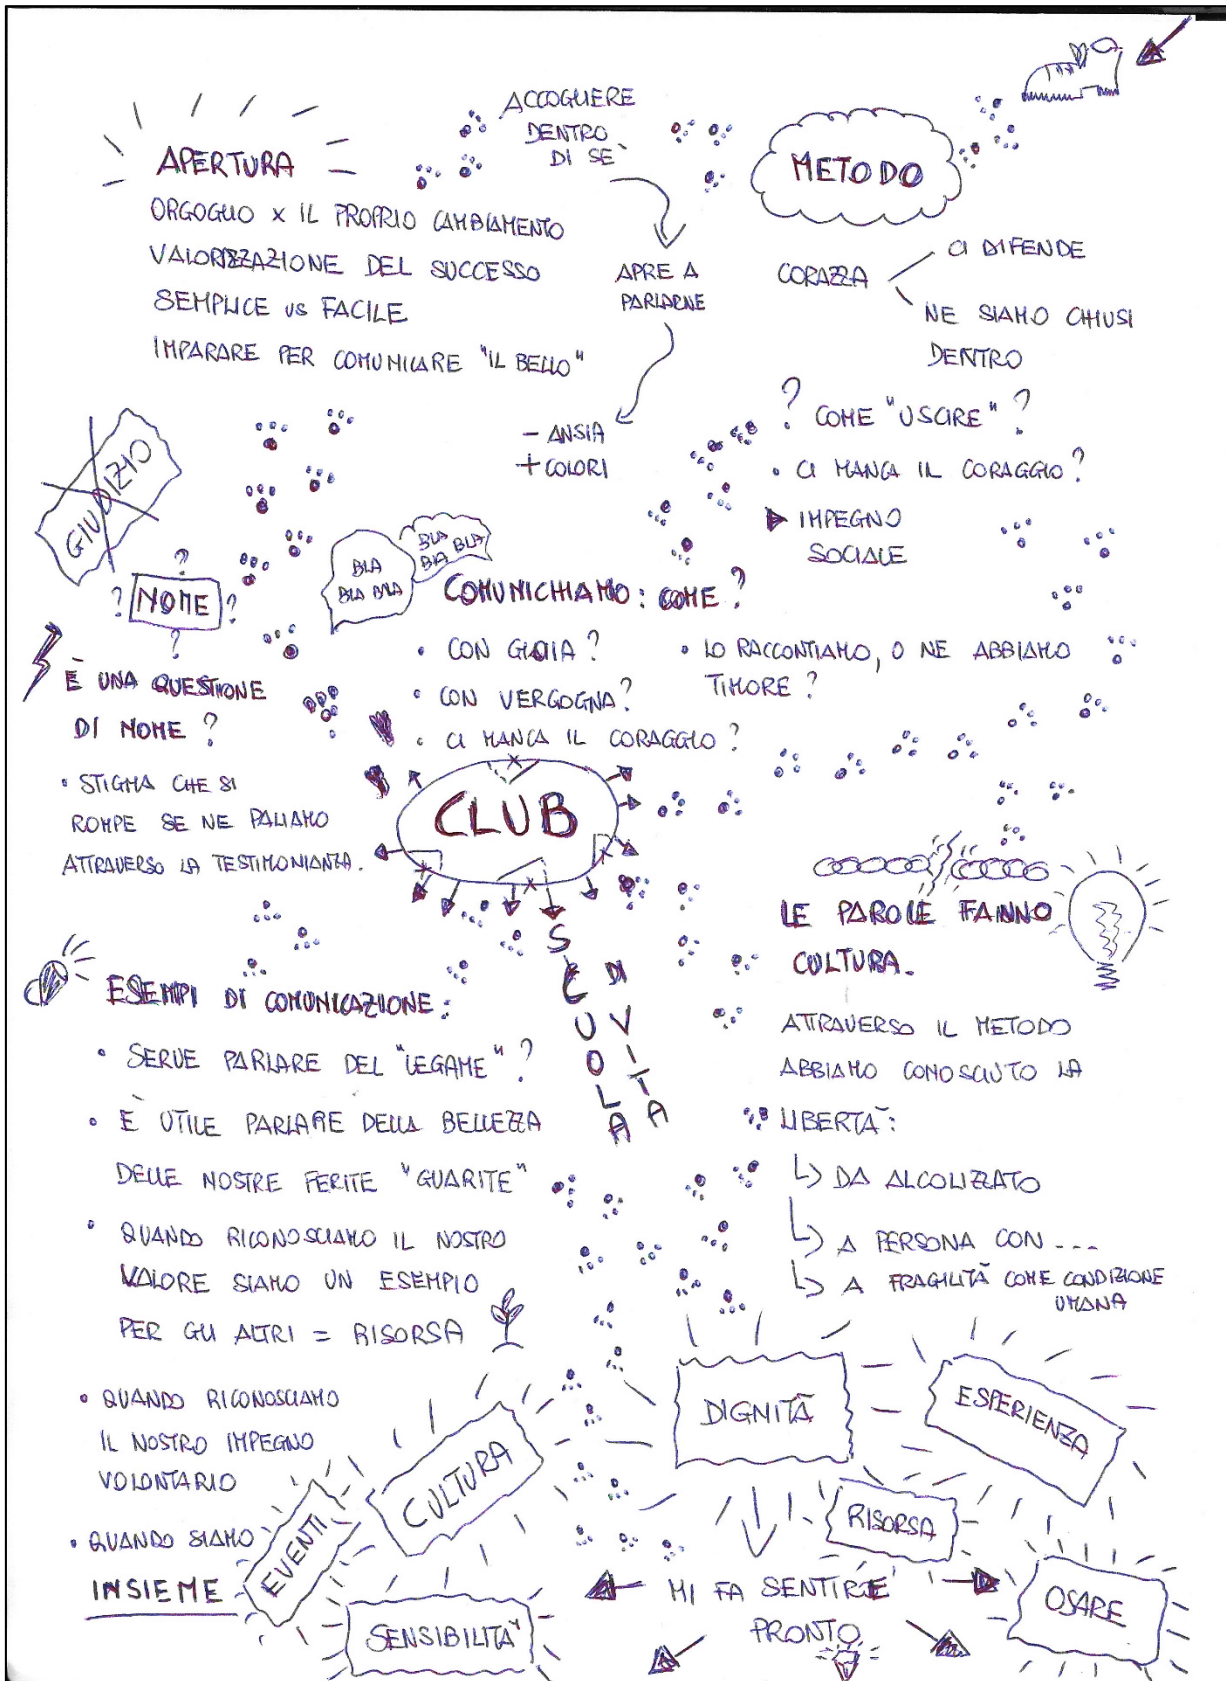 ACCOGLIERE
DENTRO
DI SE`
APERTURA
ORGOGLIO x IL PROPRIO CAMBIAMENTO
VALORIZZAZIONE DEL SUCCESSO
SEMPLICE vs FACILE
IMPARARE PER COMUNICARE "IL BELLO"
APRE A
PARLARNE
- ANSIA
+ COLORI
METODO
CORAZZA
CI DIFENDE
NE SIAMO CHIUSI
DENTRO
? COME "USCIRE" ?
• CI MANCA IL CORAGGIO?
IMPEGNO
SOCIALE
GIUDIZIO
?
? NOME ?
?
È UNA QUESTIONE
DI NOME ?
• STIGMA CHE SI
ROMPE SE NE PALIAMO
ATTRAVERSO LA TESTIMONIANZA.
BLA
BLA BLA
BLA
BLA BLA
COMUNICHIAMO: COME ?
• CON GIOIA ?
• CON VERGOGNA?
• CI MANCA IL CORAGGIO ?
• LO RACCONTIAMO, O NE ABBIAMO
TIMORE ?
CLUB
SCUOLA
DI VITA
LE PAROLE FANNO
CULTURA.
ATTRAVERSO IL METODO
ABBIAMO CONOSCIUTO LA
LIBERTÀ:
DA ALCOLIZZATO
A PERSONA CON ...
A FRAGILITÀ COME CONDIZIONE
UMANA
ESEMPI DI COMUNICAZIONE:
• SERVE PARLARE DEL "LEGAME" ?
• È UTILE PARLARE DELLA BELLEZZA
DELLE NOSTRE FERITE "GUARITE"
• QUANDO RICONOSCIAMO IL NOSTRO
VALORE SIAMO UN ESEMPIO
PER GLI ALTRI = RISORSA
• QUANDO RICONOSCIAMO
IL NOSTRO IMPEGNO
VOLONTARIO
• QUANDO SIAMO
INSIEME
EVENTI
CULTURA
SENSIBILITA`
DIGNITÀ
ESPERIENZA
RISORSA
MI FA SENTIRE
PRONTO
OSARE